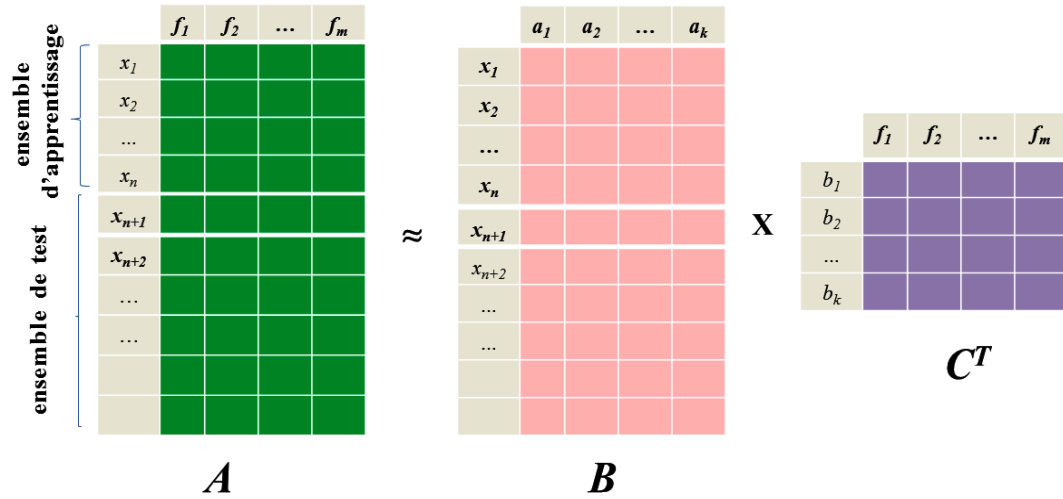 f1 f2 ... fm
ensemble d'apprentissage
x1
x2
...
xn
ensemble de test
xn+1
xn+2
...
...
A
≈
a1 a2 ... ak
x1
x2
...
xn
xn+1
xn+2
...
...
B
X
f1 f2 ... fm
b1
b2
...
bk
C^T